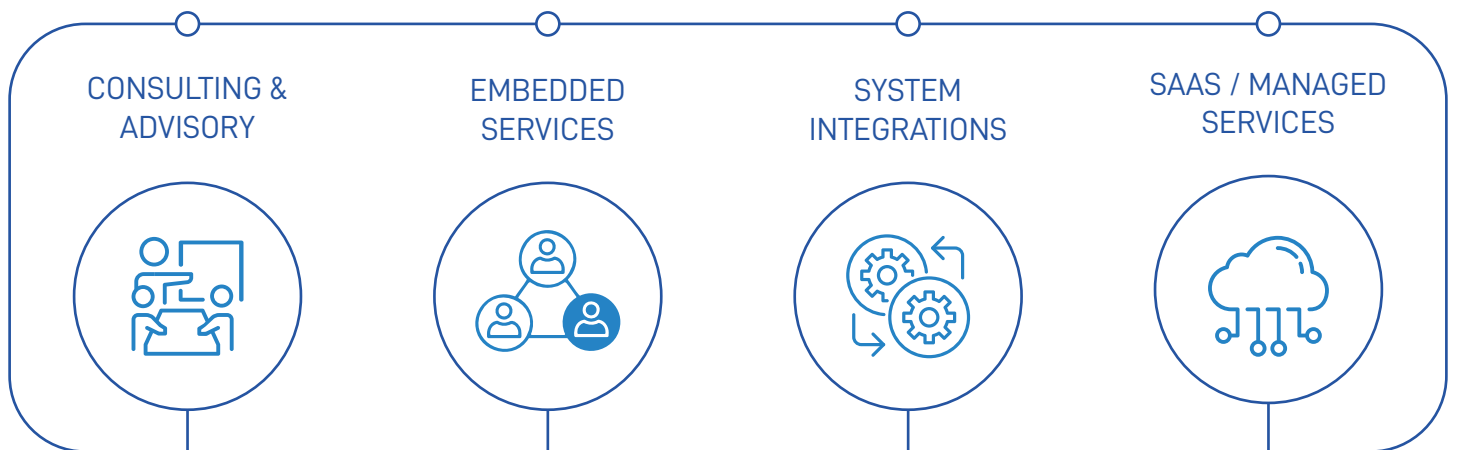 CONSULTING &
ADVISORY
EMBEDDED
SERVICES
SYSTEM
INTEGRATIONS
SAAS / MANAGED
SERVICES